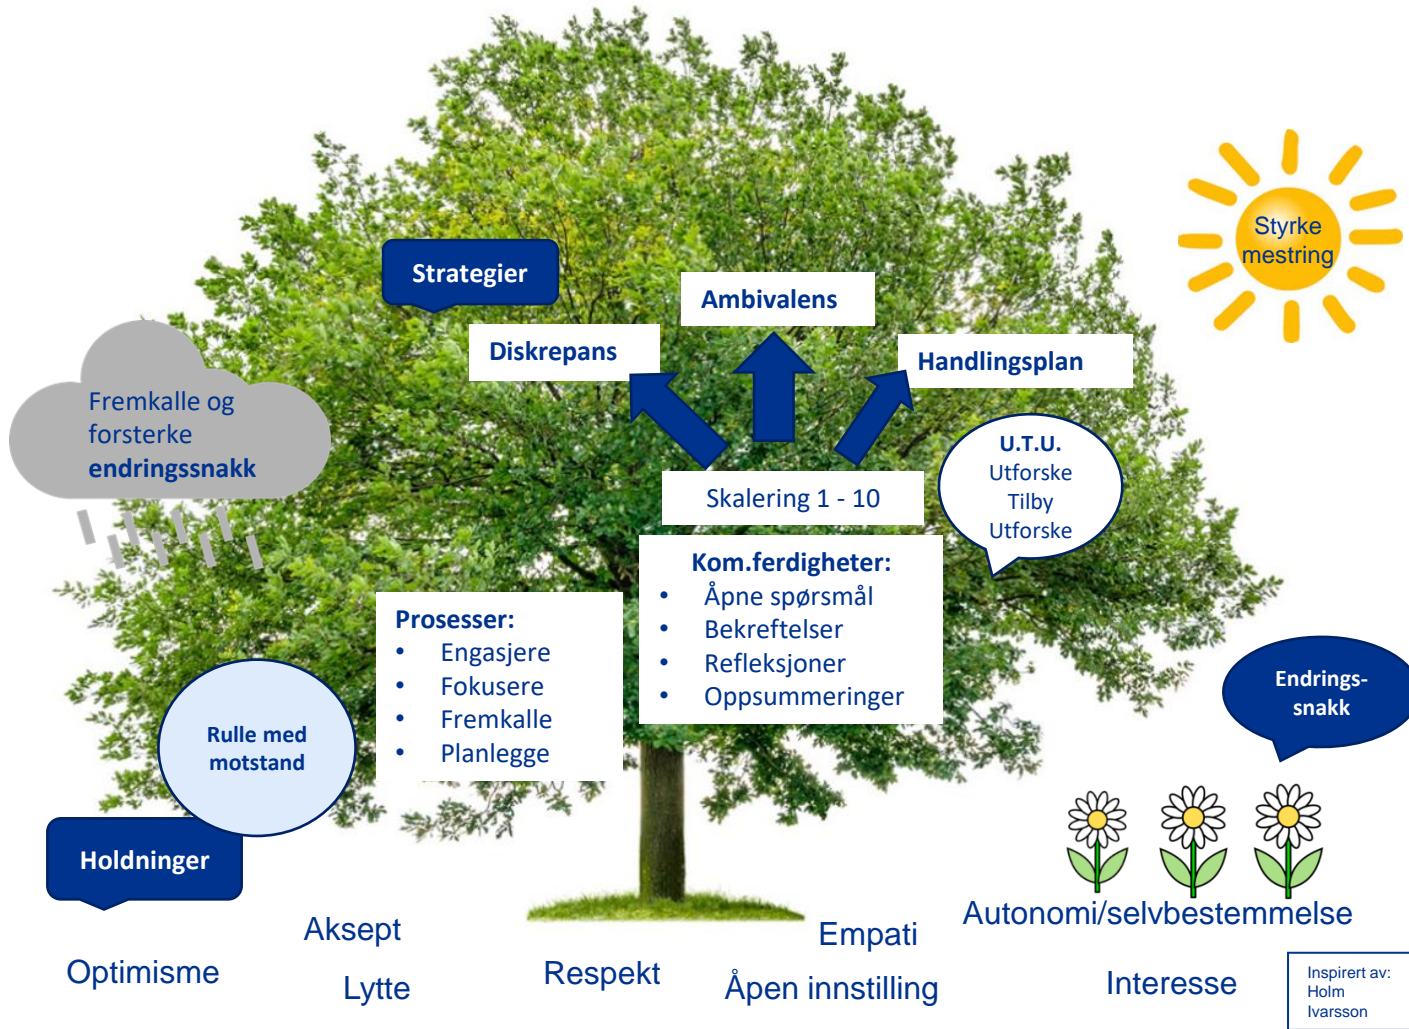 Styrke
mestring
Strategier
Ambivalens
Diskrepans
Handlingsplan
Fremkalle og
forsterke
endringssnakk
U.T.U.
Utforske
Tilby
Utforske
Skalering 1 - 10
Kom.ferdigheter:
• Åpne spørsmål
• Bekreftelser
• Refleksjoner
• Oppsummeringer
Prosesser:
• Engasjere
• Fokusere
• Fremkalle
• Planlegge
Endrings-
snakk
Rulle med
motstand
Holdninger
Autonomi/selvbestemmelse
Aksept
Empati
Optimisme
Respekt
Lytte
Åpen innstilling
Interesse
Inspirert av:
Holm
Ivarsson